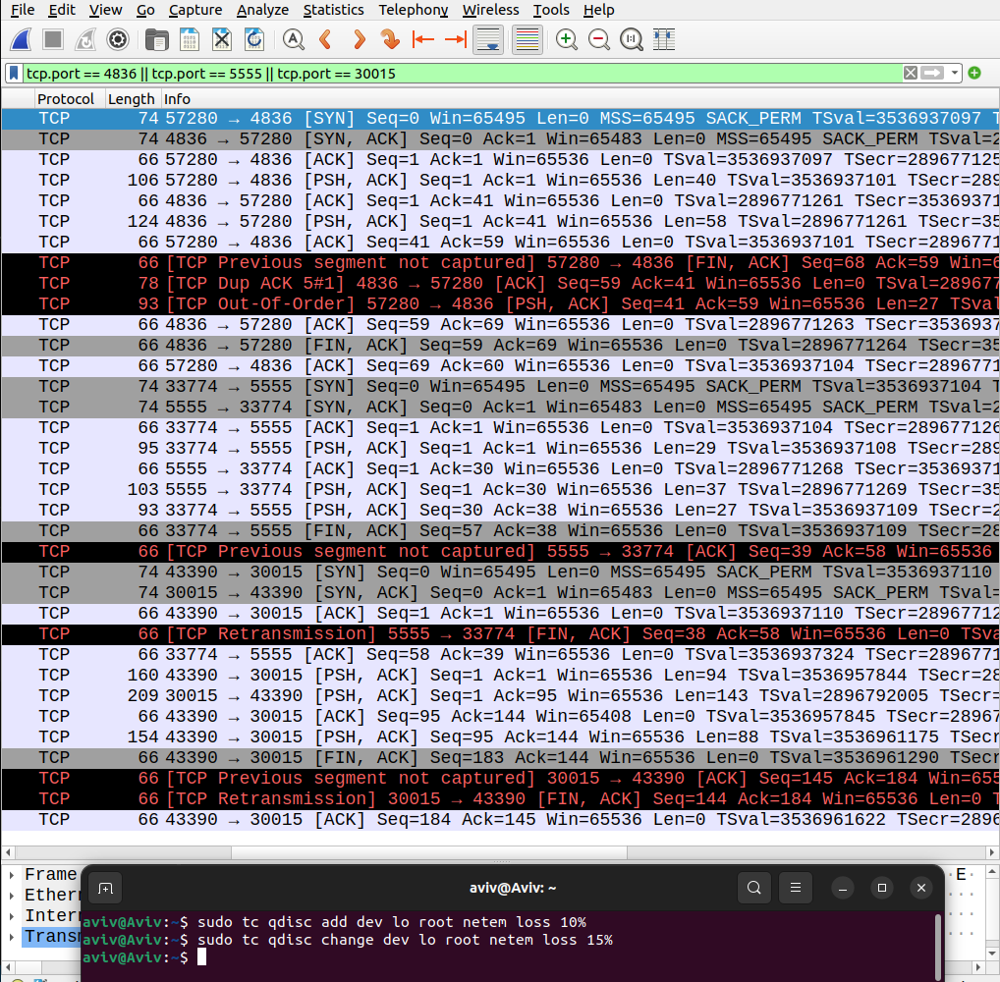 File Edit View Go Capture Analyze Statistics Telephony Wireless Tools Help
tcp.port == 4836 || tcp.port == 5555 || tcp.port == 30015
Protocol Length Info
TCP 74 57280 → 4836 [SYN] Seq=0 Win=65495 Len=0 MSS=65495 SACK_PERM TSval=3536937097 T
TCP 74 4836 → 57280 [SYN, ACK] Seq=0 Ack=1 Win=65483 Len=0 MSS=65495 SACK_PERM TSval=2
TCP 66 57280 → 4836 [ACK] Seq=1 Ack=1 Win=65536 Len=0 TSval=3536937097 TSecr=289677125
TCP 106 57280 → 4836 [PSH, ACK] Seq=1 Ack=1 Win=65536 Len=40 TSval=3536937101 TSecr=289
TCP 66 4836 → 57280 [ACK] Seq=1 Ack=41 Win=65536 Len=0 TSval=2896771261 TSecr=35369371
TCP 124 4836 → 57280 [PSH, ACK] Seq=1 Ack=41 Win=65536 Len=58 TSval=2896771261 TSecr=35
TCP 66 57280 → 4836 [ACK] Seq=41 Ack=59 Win=65536 Len=0 TSval=3536937101 TSecr=2896771
TCP 66 [TCP Previous segment not captured] 57280 → 4836 [FIN, ACK] Seq=68 Ack=59 Win=6
TCP 78 [TCP Dup ACK 5#1] 4836 → 57280 [ACK] Seq=59 Ack=41 Win=65536 Len=0 TSval=289677
TCP 93 [TCP Out-Of-Order] 57280 → 4836 [PSH, ACK] Seq=41 Ack=59 Win=65536 Len=27 TSval
TCP 66 4836 → 57280 [ACK] Seq=59 Ack=69 Win=65536 Len=0 TSval=2896771263 TSecr=3536937
TCP 66 4836 → 57280 [FIN, ACK] Seq=59 Ack=69 Win=65536 Len=0 TSval=2896771264 TSecr=35
TCP 66 57280 → 4836 [ACK] Seq=69 Ack=60 Win=65536 Len=0 TSval=3536937104 TSecr=2896771
TCP 74 33774 → 5555 [SYN] Seq=0 Win=65495 Len=0 MSS=65495 SACK_PERM TSval=3536937104 T
TCP 74 5555 → 33774 [SYN, ACK] Seq=0 Ack=1 Win=65483 Len=0 MSS=65495 SACK_PERM TSval=2
TCP 66 33774 → 5555 [ACK] Seq=1 Ack=1 Win=65536 Len=0 TSval=3536937104 TSecr=289677126
TCP 95 33774 → 5555 [PSH, ACK] Seq=1 Ack=1 Win=65536 Len=29 TSval=3536937108 TSecr=289
TCP 66 5555 → 33774 [ACK] Seq=1 Ack=30 Win=65536 Len=0 TSval=2896771268 TSecr=35369371
TCP 103 5555 → 33774 [PSH, ACK] Seq=1 Ack=30 Win=65536 Len=37 TSval=2896771269 TSecr=35
TCP 93 33774 → 5555 [PSH, ACK] Seq=30 Ack=38 Win=65536 Len=27 TSval=3536937109 TSecr=2
TCP 66 33774 → 5555 [FIN, ACK] Seq=57 Ack=38 Win=65536 Len=0 TSval=3536937109 TSecr=28
TCP 66 [TCP Previous segment not captured] 5555 → 33774 [ACK] Seq=39 Ack=58 Win=65536
TCP 74 43390 → 30015 [SYN] Seq=0 Win=65495 Len=0 MSS=65495 SACK_PERM TSval=3536937110
TCP 74 30015 → 43390 [SYN, ACK] Seq=0 Ack=1 Win=65483 Len=0 MSS=65495 SACK_PERM TSval=
TCP 66 43390 → 30015 [ACK] Seq=1 Ack=1 Win=65536 Len=0 TSval=3536937110 TSecr=28967712
TCP 66 [TCP Retransmission] 5555 → 33774 [FIN, ACK] Seq=38 Ack=58 Win=65536 Len=0 TSva
TCP 66 33774 → 5555 [ACK] Seq=58 Ack=39 Win=65536 Len=0 TSval=3536937324 TSecr=2896771
TCP 160 43390 → 30015 [PSH, ACK] Seq=1 Ack=1 Win=65536 Len=94 TSval=3536957844 TSecr=28
TCP 209 30015 → 43390 [PSH, ACK] Seq=1 Ack=95 Win=65536 Len=143 TSval=2896792005 TSecr=
TCP 66 43390 → 30015 [ACK] Seq=95 Ack=144 Win=65408 Len=0 TSval=3536957845 TSecr=28967
TCP 154 43390 → 30015 [PSH, ACK] Seq=95 Ack=144 Win=65536 Len=88 TSval=3536961175 TSecr
TCP 66 43390 → 30015 [FIN, ACK] Seq=183 Ack=144 Win=65536 Len=0 TSval=3536961290 TSecr
TCP 66 [TCP Previous segment not captured] 30015 → 43390 [ACK] Seq=145 Ack=184 Win=655
TCP 66 [TCP Retransmission] 30015 → 43390 [FIN, ACK] Seq=144 Ack=184 Win=65536 Len=0 T
TCP 66 43390 → 30015 [ACK] Seq=184 Ack=145 Win=65536 Len=0 TSval=3536961622 TSecr=2896
Frame
Ether
Intern
Transm
E·
aviv@Aviv: ~
aviv@Aviv:~$ sudo tc qdisc add dev lo root netem loss 10%
aviv@Aviv:~$ sudo tc qdisc change dev lo root netem loss 15%
aviv@Aviv:~$